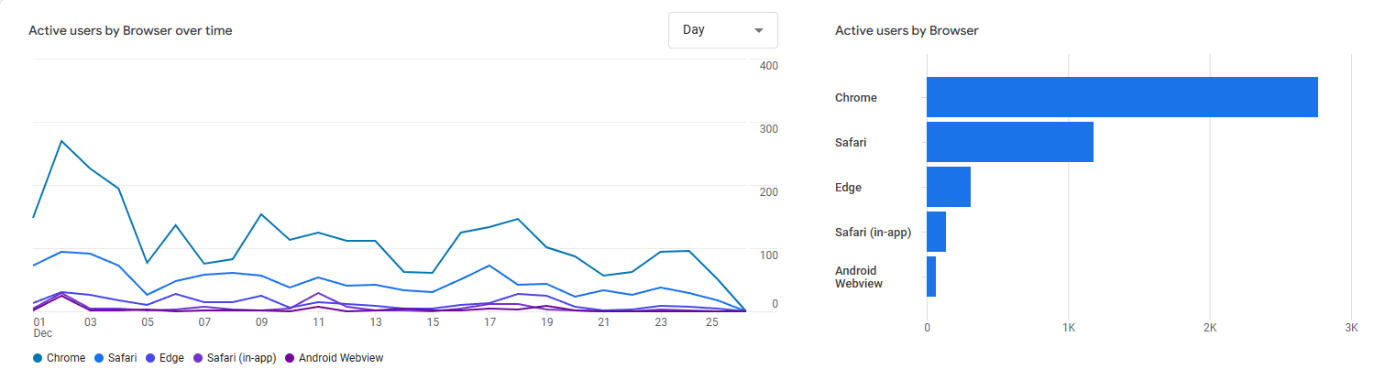 Active users by Browser over time
Day
400
300
200
100
0
01
Dec
03
05
07
09
11
13
15
17
19
21
23
25
Chrome
Safari
Edge
Safari (in-app)
Android Webview
Active users by Browser
Chrome
Safari
Edge
Safari (in-app)
Android
Webview
0
1K
2K
3K